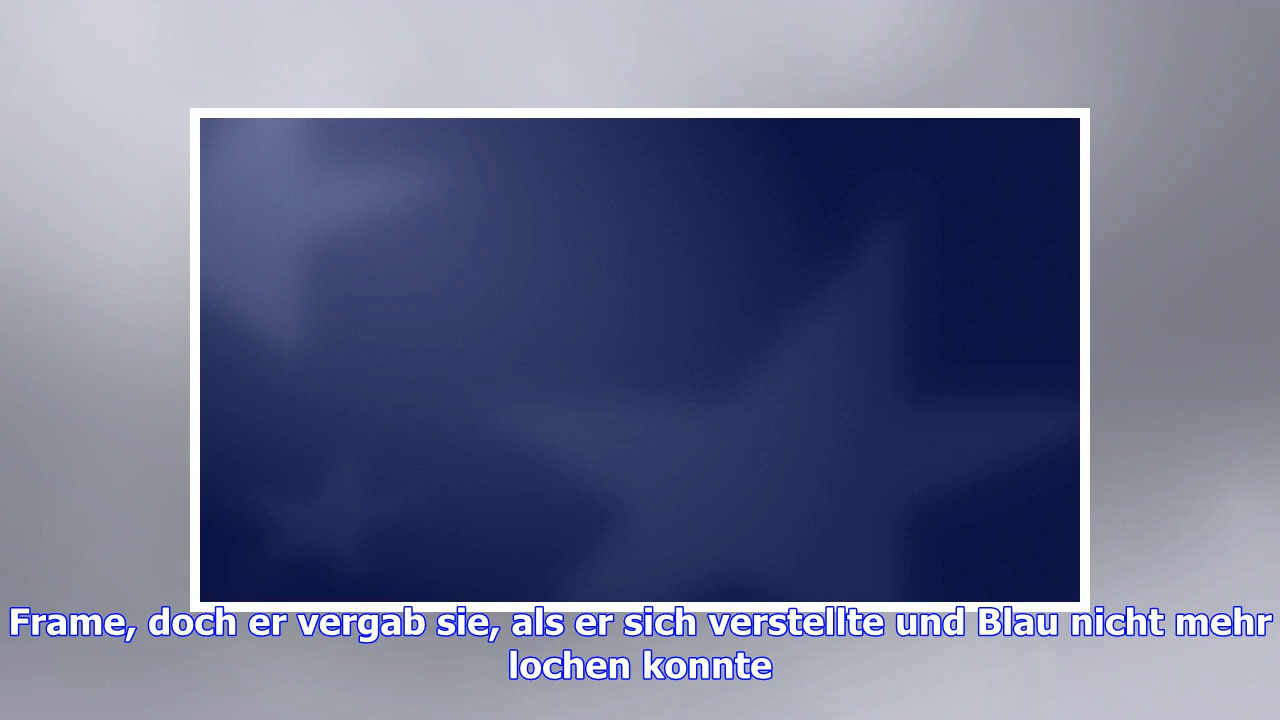 Frame, doch er vergab sie, als er sich verstellte und Blau nicht mehr
lochen konnte